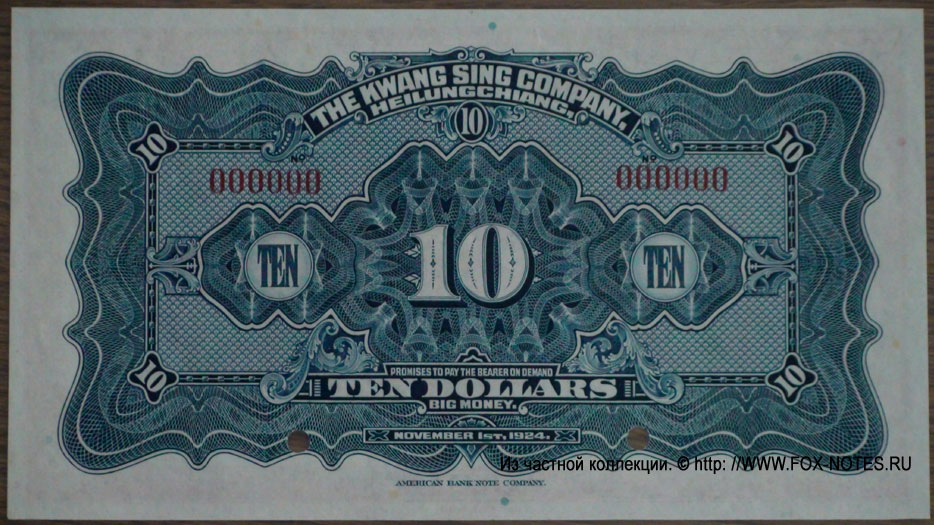 THE KWANG SING COMPANY.
HEILUNGCHIANG.
10
10 10
No. No.
000000 000000
TEN 10 TEN
PROMISES TO PAY THE BEARER ON DEMAND
TEN DOLLARS
BIG MONEY.
10 10
NOVEMBER 1ST, 1924.
Из частной коллекции. © http: //WWW.FOX-NOTES.RU
AMERICAN BANK NOTE COMPANY.